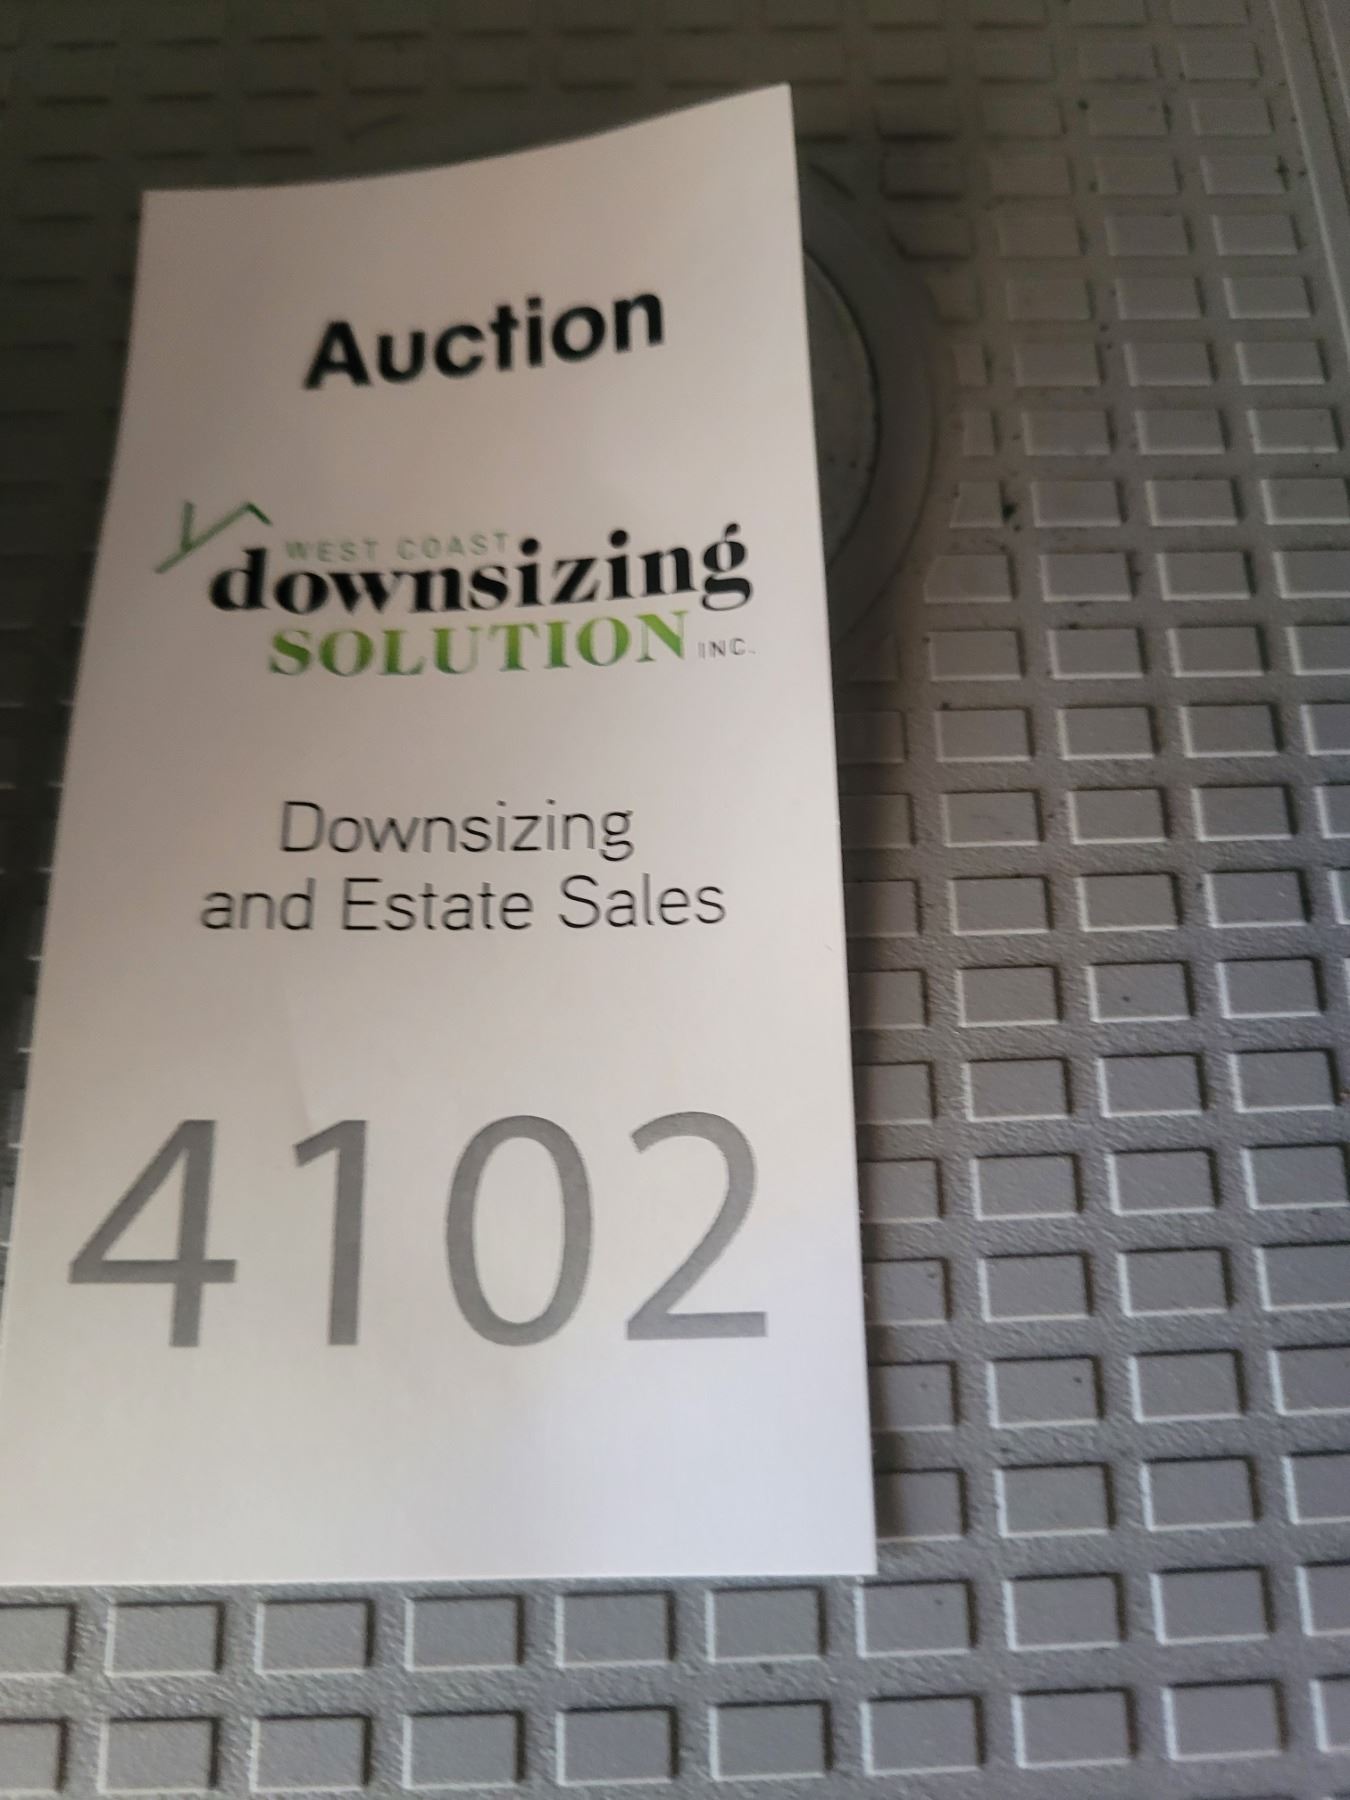 Auction
WEST COAST
downsizing
SOLUTION INC.
Downsizing
and Estate Sales
4102